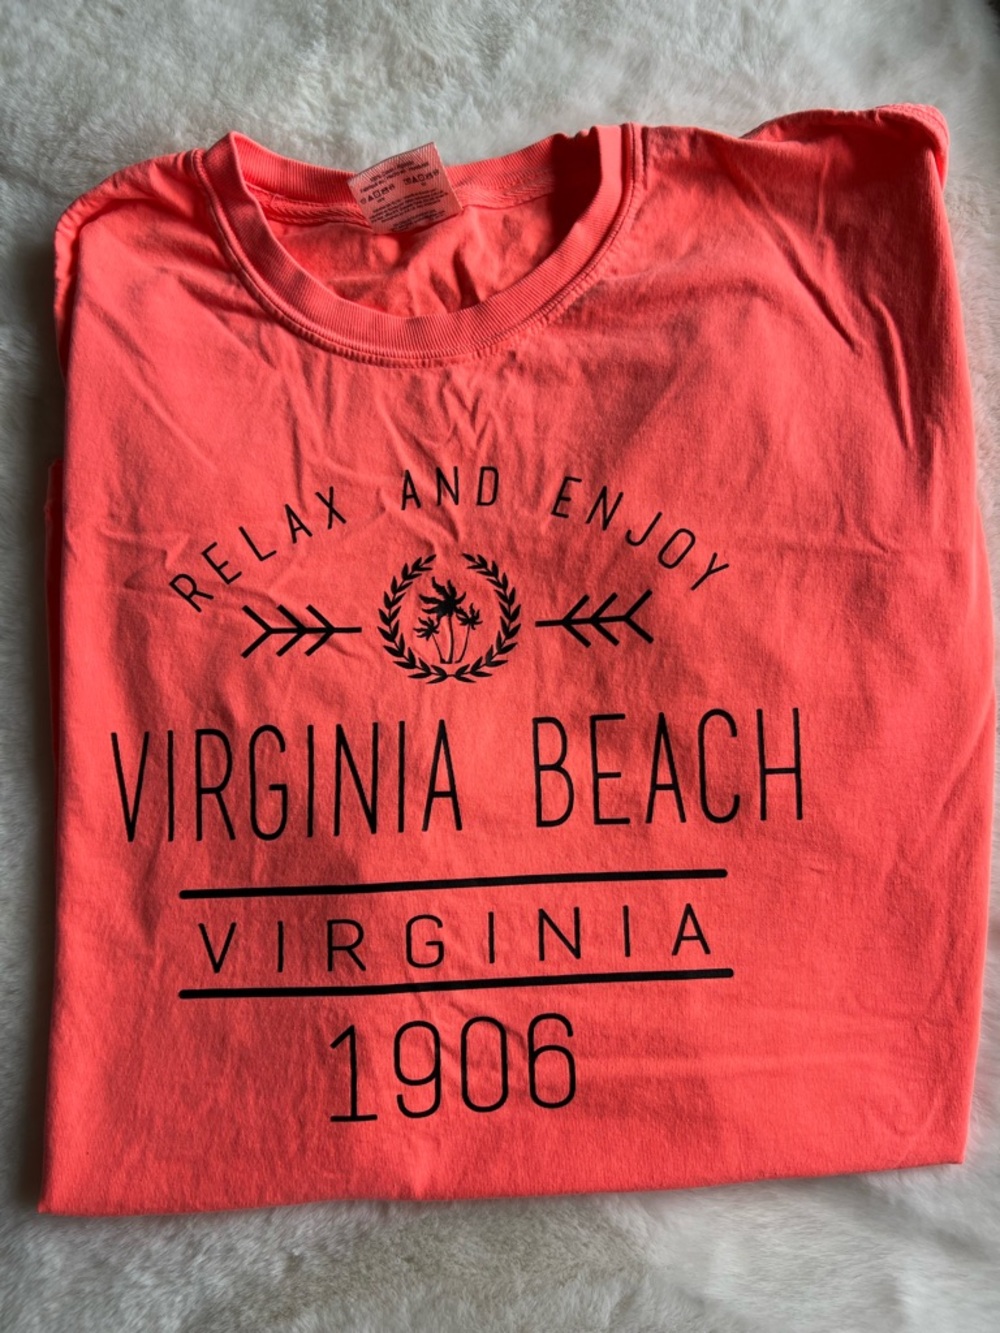 RELAX AND ENJOY
VIRGINIA BEACH
VIRGINIA
1906